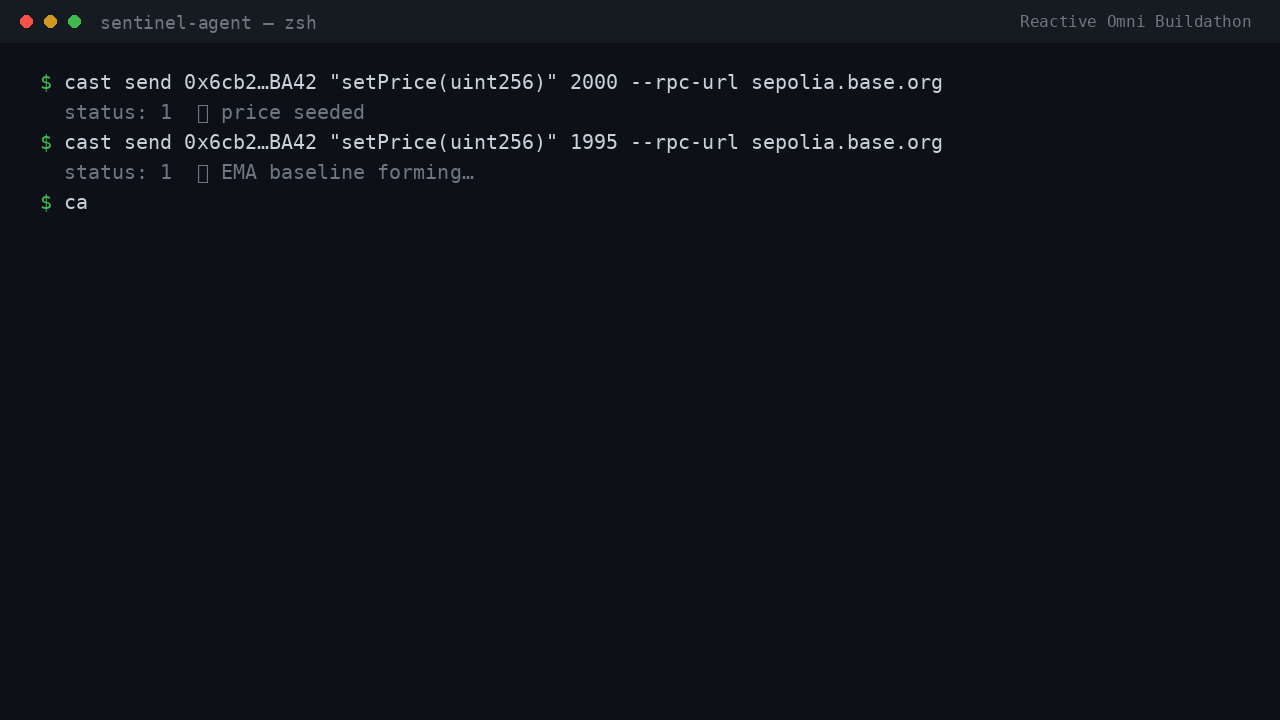 sentinel-agent — zsh
Reactive Omni Buildathon
$ cast send 0x6cb2…BA42 "setPrice(uint256)" 2000 --rpc-url sepolia.base.org
status: 1 ▯ price seeded
$ cast send 0x6cb2…BA42 "setPrice(uint256)" 1995 --rpc-url sepolia.base.org
status: 1 ▯ EMA baseline forming…
$ ca